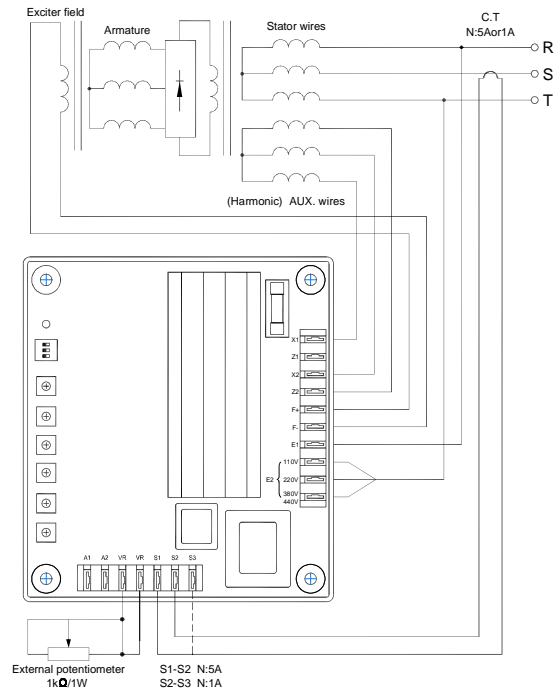 Exciter field
Armature
Stator wires
C.T
N:5Aor1A
R
S
T
(Harmonic) AUX. wires
X1
Z1
X2
Z2
F+
F-
E1
110V
E2
220V
380V
440V
A1 A2 VR VR S1 S2 S3
External potentiometer
1kΩ/1W
S1-S2 N:5A
S2-S3 N:1A